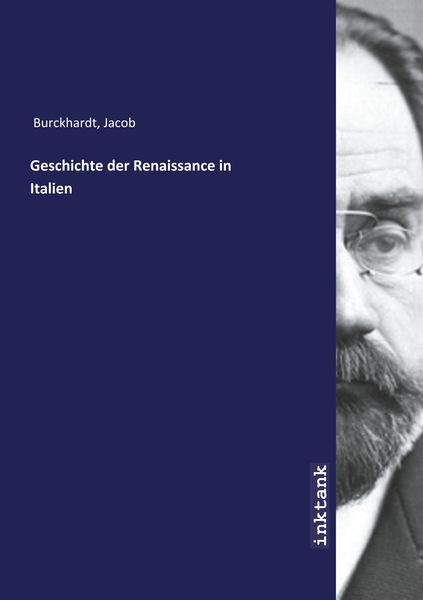 Burckhardt, Jacob
Geschichte der Renaissance in
Italien
inktank